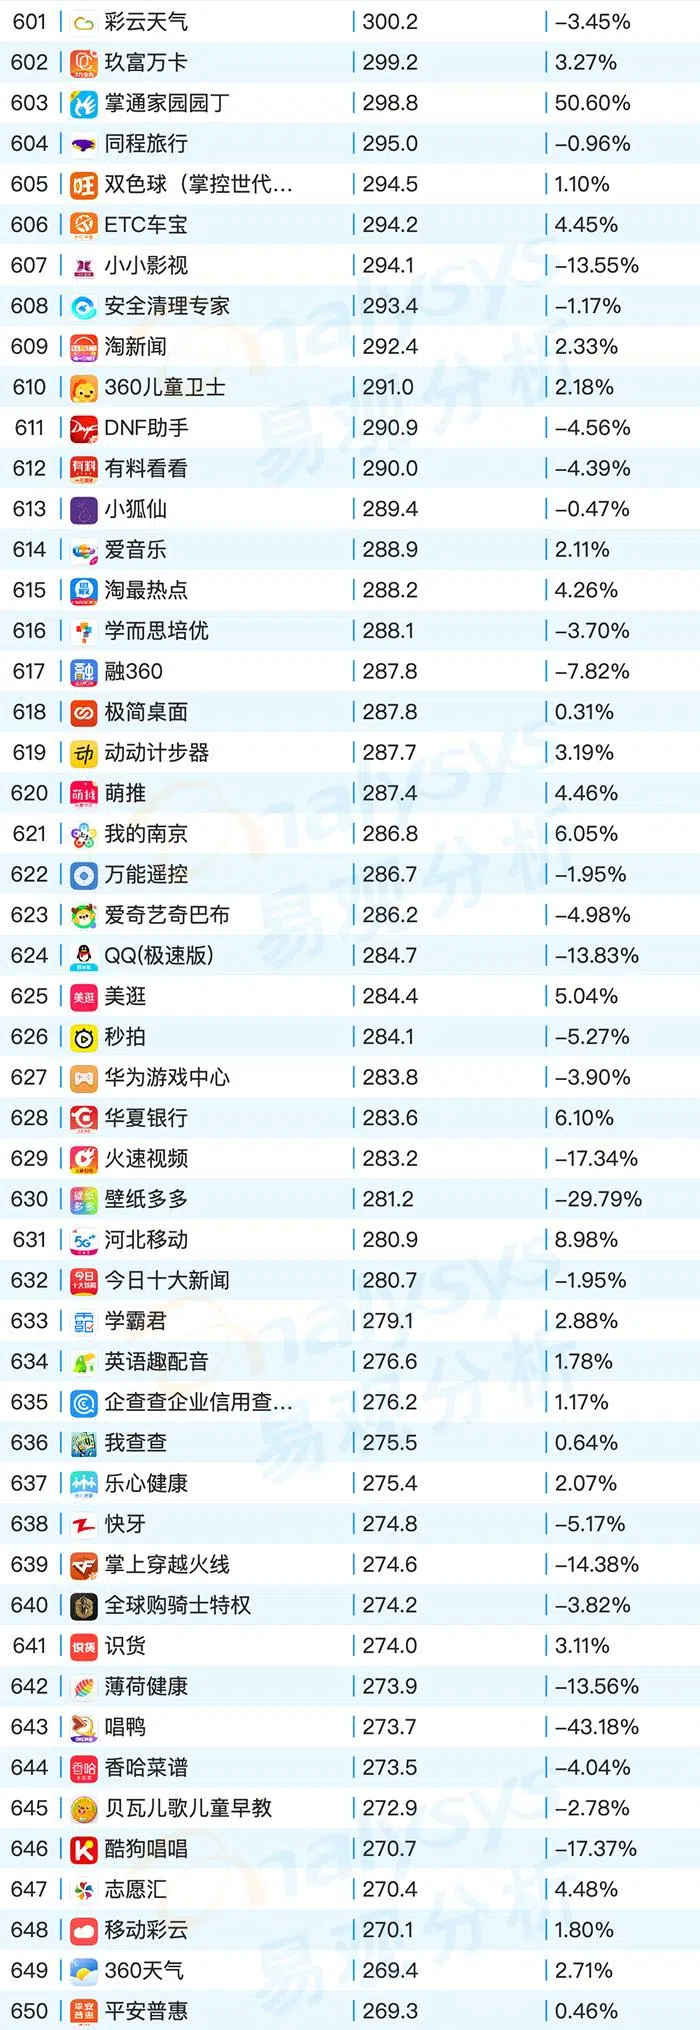 601 彩云天气 300.2 -3.45%
602 玖富万卡 299.2 3.27%
603 掌通家园园丁 298.8 50.60%
604 同程旅行 295.0 -0.96%
605 双色球（掌控世代... 294.5 1.10%
606 ETC车宝 294.2 4.45%
607 小小影视 294.1 -13.55%
608 安全清理专家 293.4 -1.17%
609 淘新闻 292.4 2.33%
610 360儿童卫士 291.0 2.18%
611 DNF助手 290.9 -4.56%
612 有料看看 290.0 -4.39%
613 小狐仙 289.4 -0.47%
614 爱音乐 288.9 2.11%
615 淘最热点 288.2 4.26%
616 学而思培优 288.1 -3.70%
617 融360 287.8 -7.82%
618 极简桌面 287.8 0.31%
619 动动计步器 287.7 3.19%
620 萌推 287.4 4.46%
621 我的南京 286.8 6.05%
622 万能遥控 286.7 -1.95%
623 爱奇艺奇巴布 286.2 -4.98%
624 QQ(极速版) 284.7 -13.83%
625 美逛 284.4 5.04%
626 秒拍 284.1 -5.27%
627 华为游戏中心 283.8 -3.90%
628 华夏银行 283.6 6.10%
629 火速视频 283.2 -17.34%
630 壁纸多多 281.2 -29.79%
631 河北移动 280.9 8.98%
632 今日十大新闻 280.7 -1.95%
633 学霸君 279.1 2.88%
634 英语趣配音 276.6 1.78%
635 企查查企业信用查... 276.2 1.17%
636 我查查 275.5 0.64%
637 乐心健康 275.4 2.07%
638 快牙 274.8 -5.17%
639 掌上穿越火线 274.6 -14.38%
640 全球购骑士特权 274.2 -3.82%
641 识货 274.0 3.11%
642 薄荷健康 273.9 -13.56%
643 唱鸭 273.7 -43.18%
644 香哈菜谱 273.5 -4.04%
645 贝瓦儿歌儿童早教 272.9 -2.78%
646 酷狗唱唱 270.7 -17.37%
647 志愿汇 270.4 4.48%
648 移动彩云 270.1 1.80%
649 360天气 269.4 2.71%
650 平安普惠 269.3 0.46%